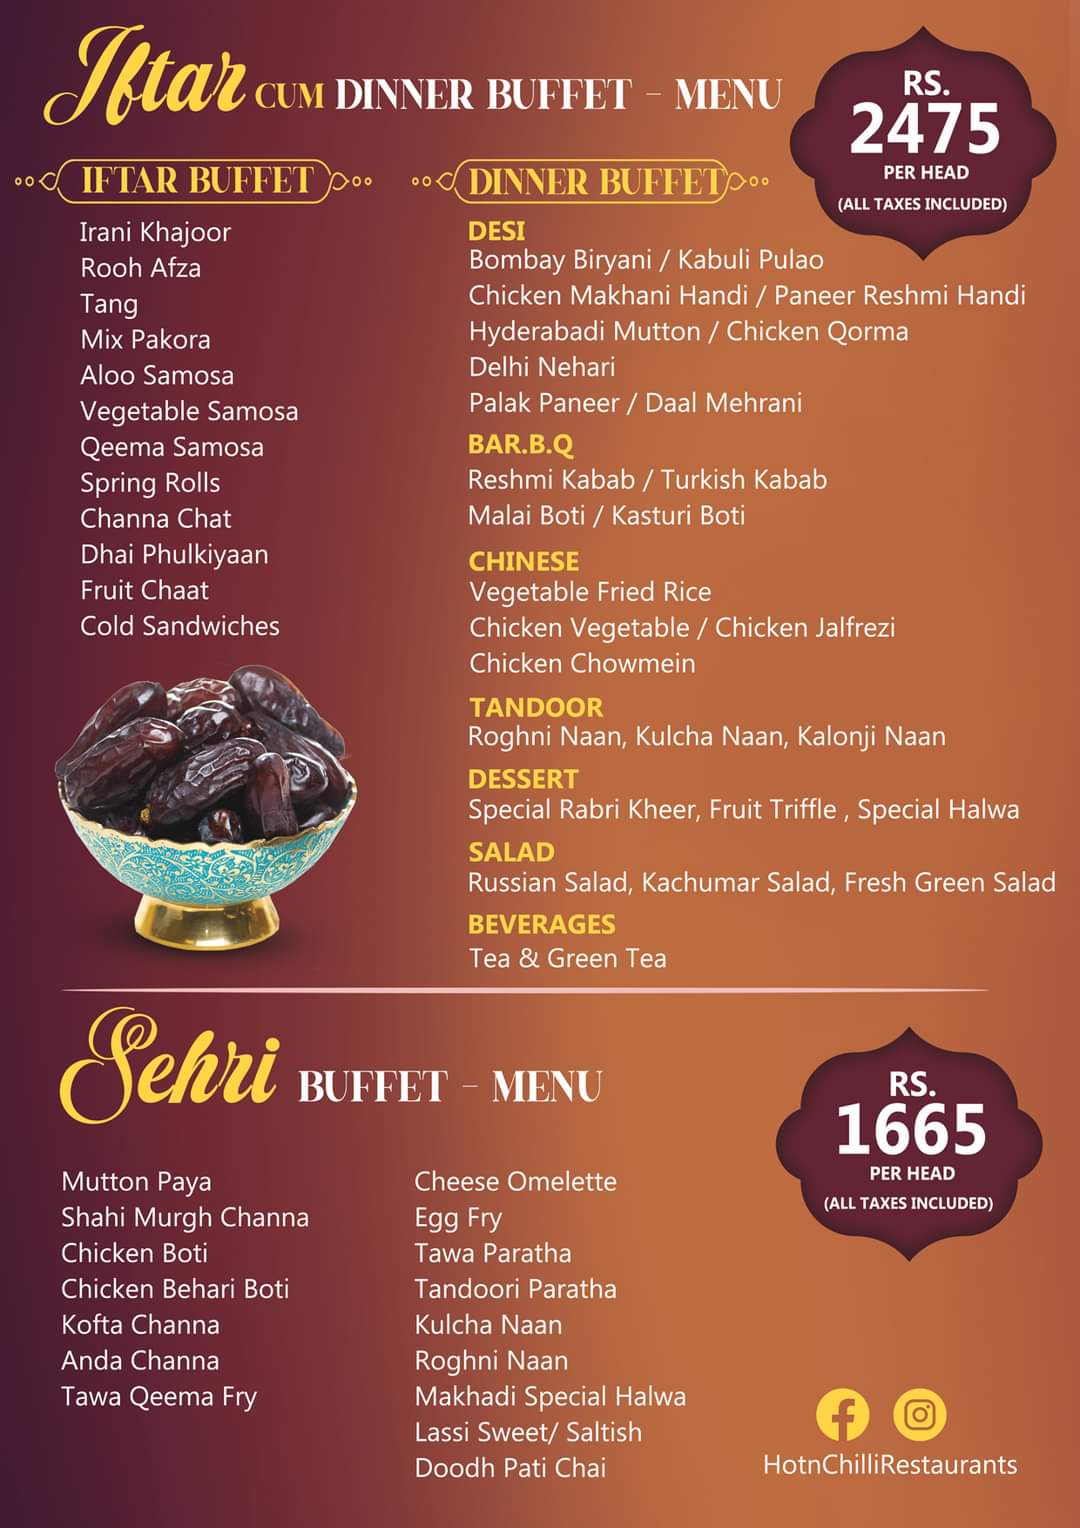 Iftar CUM DINNER BUFFET - MENU
RS.
2475
PER HEAD
(ALL TAXES INCLUDED)
IFTAR BUFFET
Irani Khajoor
Rooh Afza
Tang
Mix Pakora
Aloo Samosa
Vegetable Samosa
Qeema Samosa
Spring Rolls
Channa Chat
Dhai Phulkiyaan
Fruit Chaat
Cold Sandwiches
DINNER BUFFET
DESI
Bombay Biryani / Kabuli Pulao
Chicken Makhani Handi / Paneer Reshmi Handi
Hyderabadi Mutton / Chicken Qorma
Delhi Nehari
Palak Paneer / Daal Mehrani
BAR.B.Q
Reshmi Kabab / Turkish Kabab
Malai Boti / Kasturi Boti
CHINESE
Vegetable Fried Rice
Chicken Vegetable / Chicken Jalfrezi
Chicken Chowmein
TANDOOR
Roghni Naan, Kulcha Naan, Kalonji Naan
DESSERT
Special Rabri Kheer, Fruit Triffle , Special Halwa
SALAD
Russian Salad, Kachumar Salad, Fresh Green Salad
BEVERAGES
Tea & Green Tea
Sehri BUFFET - MENU
RS.
1665
PER HEAD
(ALL TAXES INCLUDED)
Mutton Paya
Shahi Murgh Channa
Chicken Boti
Chicken Behari Boti
Kofta Channa
Anda Channa
Tawa Qeema Fry
Cheese Omelette
Egg Fry
Tawa Paratha
Tandoori Paratha
Kulcha Naan
Roghni Naan
Makhadi Special Halwa
Lassi Sweet/ Saltish
Doodh Pati Chai
HotnChilliRestaurants